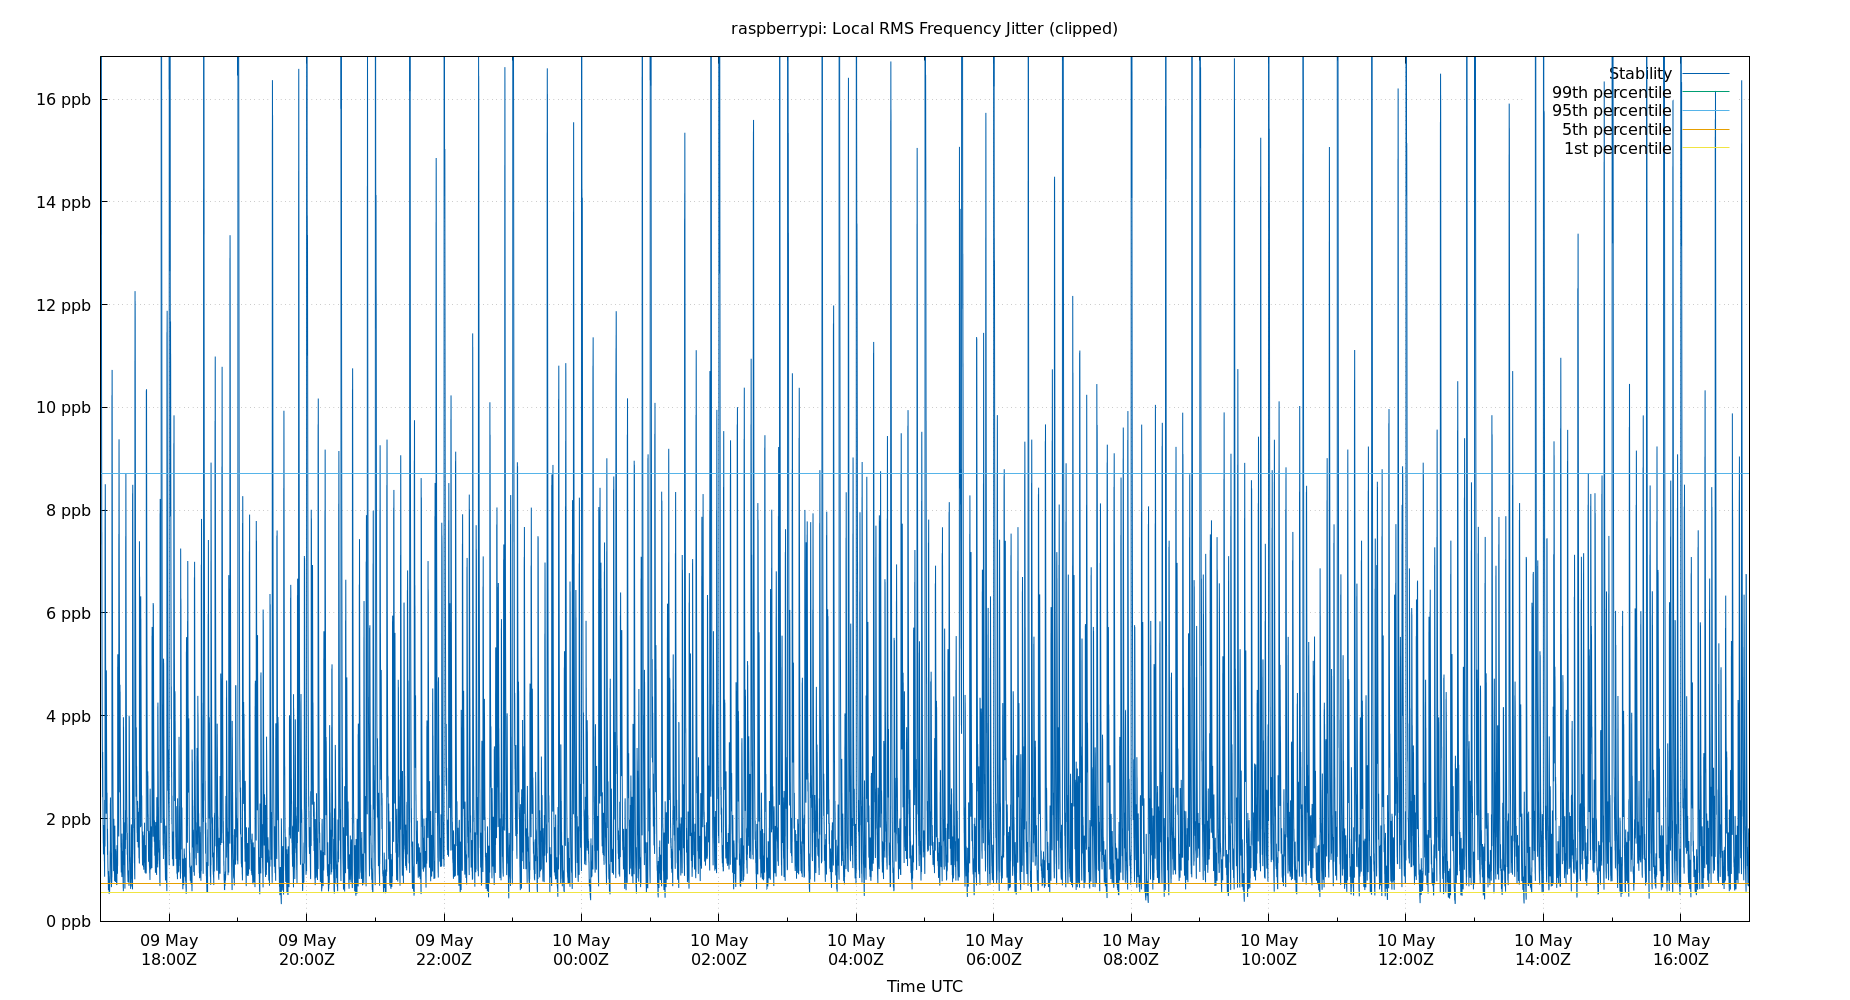 raspberrypi: Local RMS Frequency Jitter (clipped)
Stability
99th percentile
95th percentile
5th percentile
1st percentile
16 ppb
14 ppb
12 ppb
10 ppb
8 ppb
6 ppb
4 ppb
2 ppb
0 ppb
09 May 09 May 09 May 10 May 10 May 10 May 10 May 10 May 10 May 10 May 10 May 10 May
18:00Z 20:00Z 22:00Z 00:00Z 02:00Z 04:00Z 06:00Z 08:00Z 10:00Z 12:00Z 14:00Z 16:00Z
Time UTC